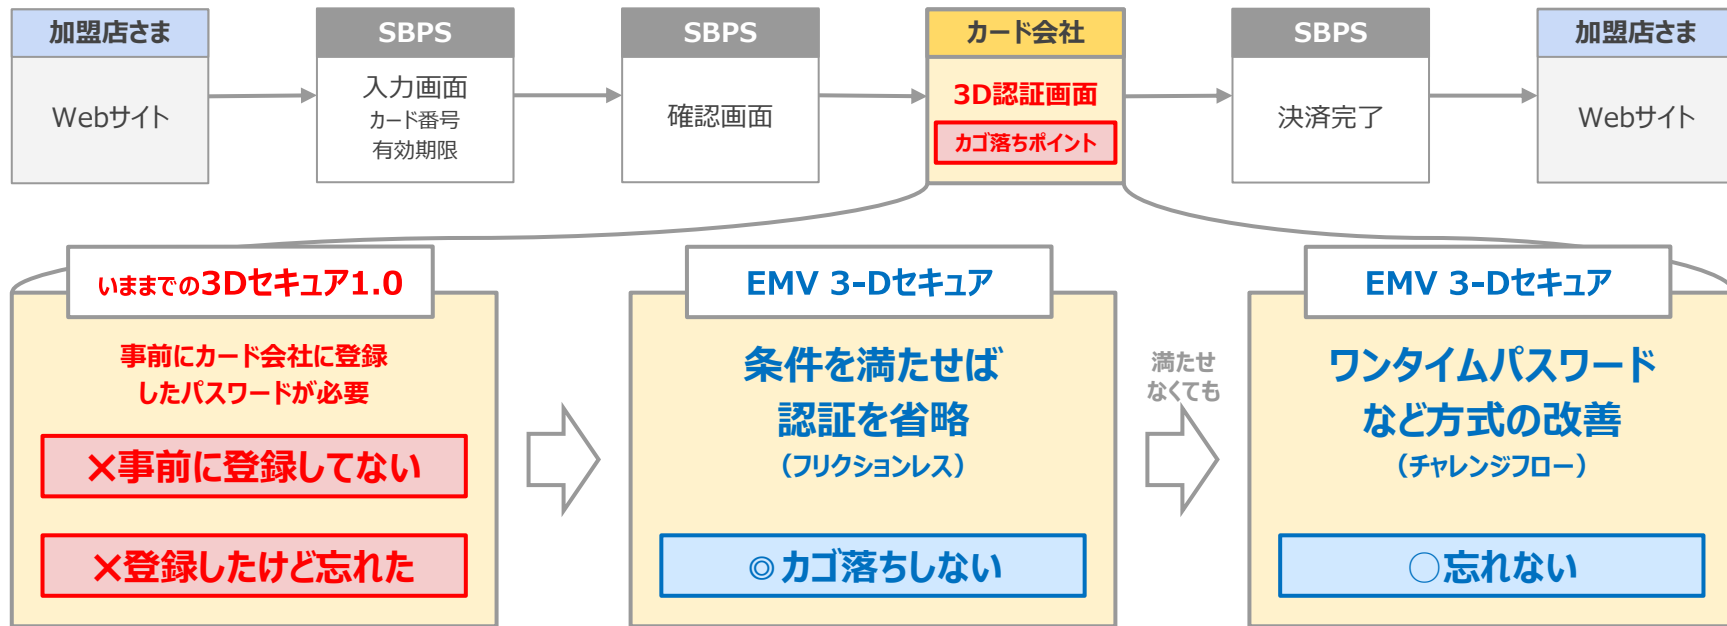 加盟店さま
Webサイト
SBPS
入力画面
カード番号
有効期限
SBPS
確認画面
カード会社
3D認証画面
カゴ落ちポイント
SBPS
決済完了
加盟店さま
Webサイト
いままでの3Dセキュア1.0
事前にカード会社に登録
したパスワードが必要
×事前に登録してない
×登録したけど忘れた
EMV 3-Dセキュア
条件を満たせば
認証を省略
（フリクションレス）
◎カゴ落ちしない
満たせ
なくても
EMV 3-Dセキュア
ワンタイムパスワード
など方式の改善
（チャレンジフロー）
○忘れない